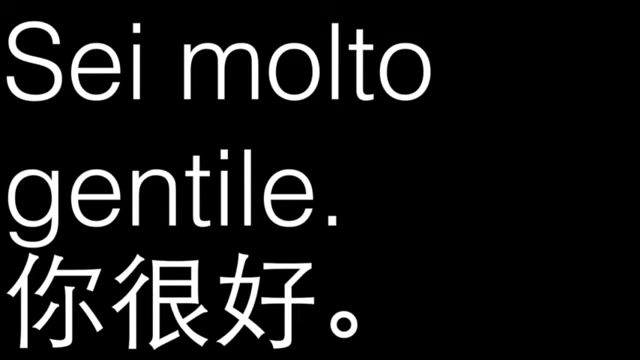 Sei molto
gentile.
你很好。